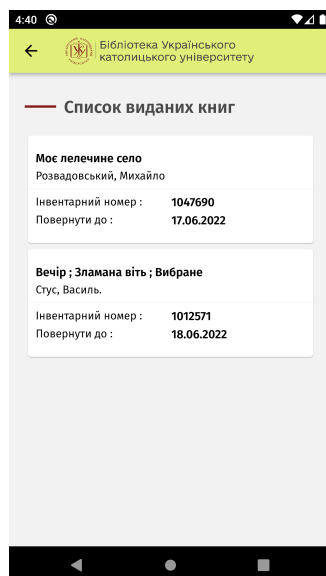 4:40
Бібліотека Українського
католицького університету
Список виданих книг
Моє лелечине село
Розвадовський, Михайло
Інвентарний номер : 1047690
Повернути до : 17.06.2022
Вечір ; Зламана віть ; Вибране
Стус, Василь.
Інвентарний номер : 1012571
Повернути до : 18.06.2022